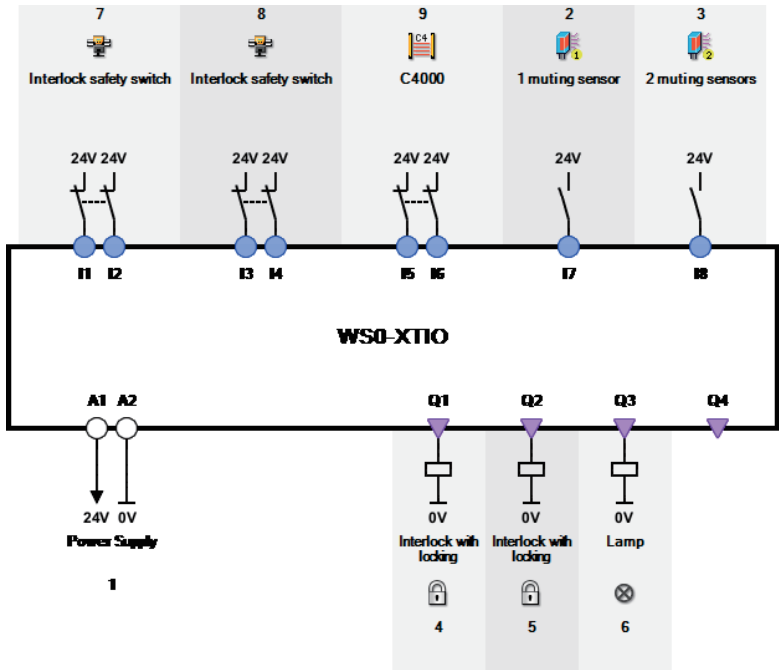 7 8 9 2 3
C4
1
2
Interlock safety switch Interlock safety switch C4000 1 muting sensor 2 muting sensors
24V 24V 24V 24V 24V 24V 24V 24V
I1 I2 I3 I4 I5 I6 I7 I8
WS0-XTIO
A1 A2 Q1 Q2 Q3 Q4
24V 0V 0V 0V 0V
Power Supply Interlock with Interlock with Lamp
locking locking
1
4 5 6